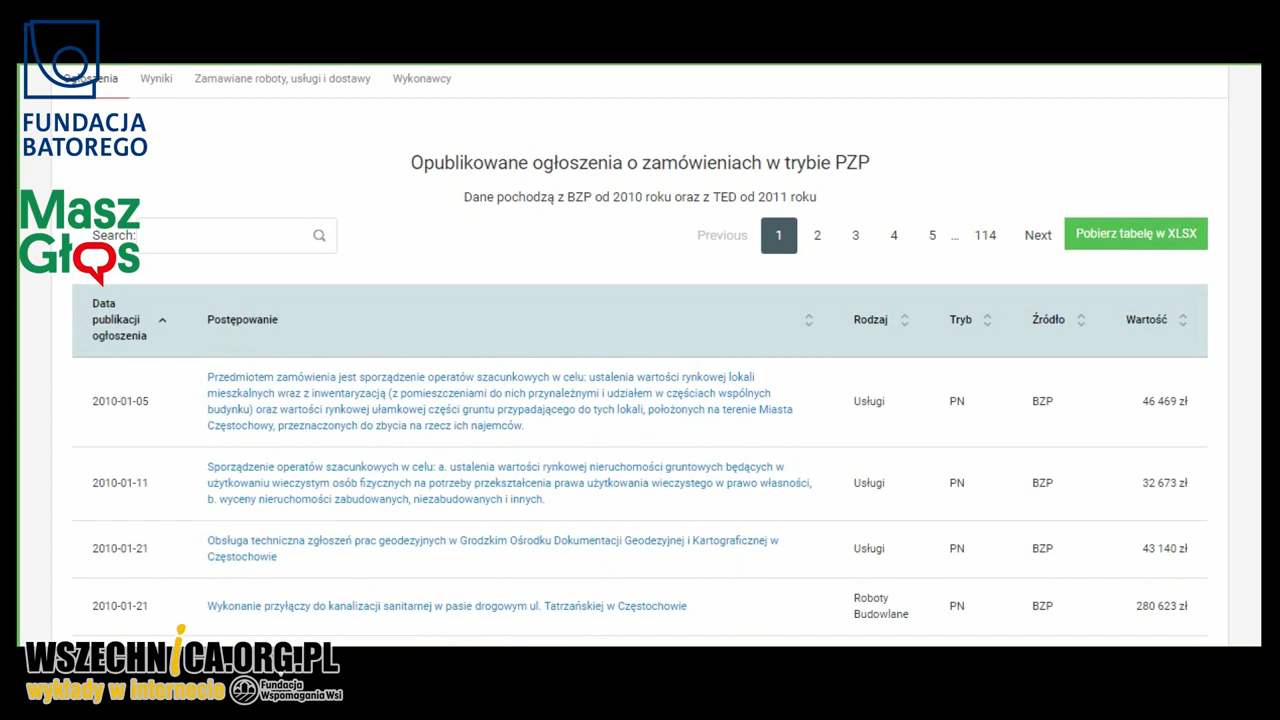 Ogłoszenia Wyniki Zamawiane roboty, usługi i dostawy Wykonawcy
FUNDACJA
BATOREGO
Opublikowane ogłoszenia o zamówieniach w trybie PZP
Dane pochodzą z BZP od 2010 roku oraz z TED od 2011 roku
Masz
Głos
Search:
Previous 1 2 3 4 5 ... 114 Next
Pobierz tabelę w XLSX
Data
publikacji
ogłoszenia
Postępowanie
Rodzaj
Tryb
Źródło
Wartość
2010-01-05
Przedmiotem zamówienia jest sporządzenie operatów szacunkowych w celu: ustalenia wartości rynkowej lokali
mieszkalnych wraz z inwentaryzacją (z pomieszczeniami do nich przynależnymi i udziałem w częściach wspólnych
budynku) oraz wartości rynkowej ułamkowej części gruntu przypadającego do tych lokali, położonych na terenie Miasta
Częstochowy, przeznaczonych do zbycia na rzecz ich najemców.
Usługi
PN
BZP
46 469 zł
2010-01-11
Sporządzenie operatów szacunkowych w celu: a. ustalenia wartości rynkowej nieruchomości gruntowych będących w
użytkowaniu wieczystym osób fizycznych na potrzeby przekształcenia prawa użytkowania wieczystego w prawo własności,
b. wyceny nieruchomości zabudowanych, niezabudowanych i innych.
Usługi
PN
BZP
32 673 zł
2010-01-21
Obsługa techniczna zgłoszeń prac geodezyjnych w Grodzkim Ośrodku Dokumentacji Geodezyjnej i Kartograficznej w
Częstochowie
Usługi
PN
BZP
43 140 zł
2010-01-21
Wykonanie przyłączy do kanalizacji sanitarnej w pasie drogowym ul. Tatrzańskiej w Częstochowie
Roboty
Budowlane
PN
BZP
280 623 zł
WSZECHNICA.ORG.PL
wykłady w internecie
Fundacja
Wspomagania Wsi